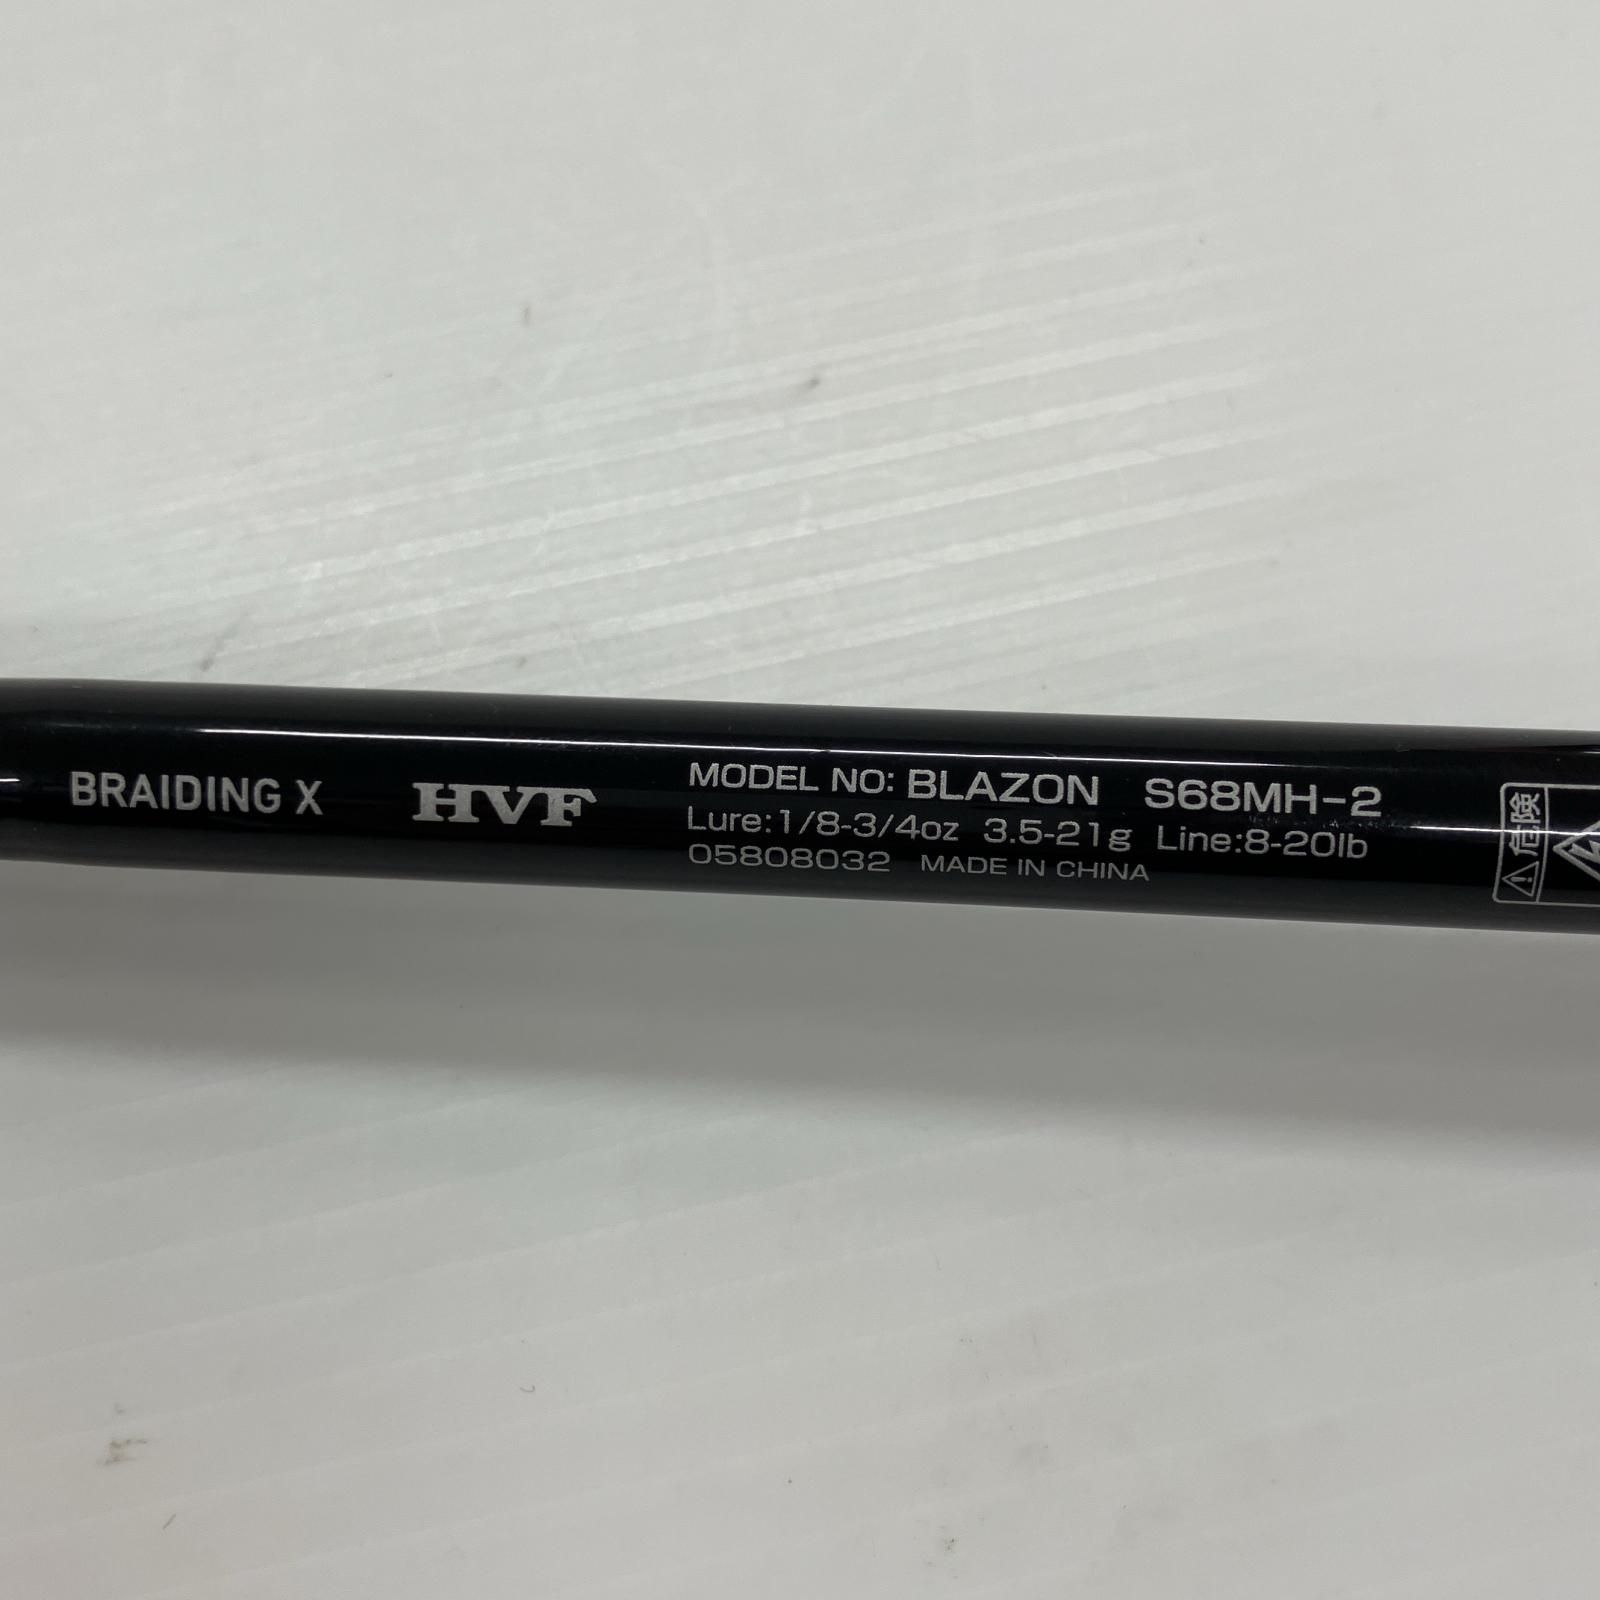 BRAIDING X HVF
MODEL NO: BLAZON S68MH-2
Lure:1/8-3/4oz 3.5-21g Line:8-20lb
05808032 MADE IN CHINA
危険